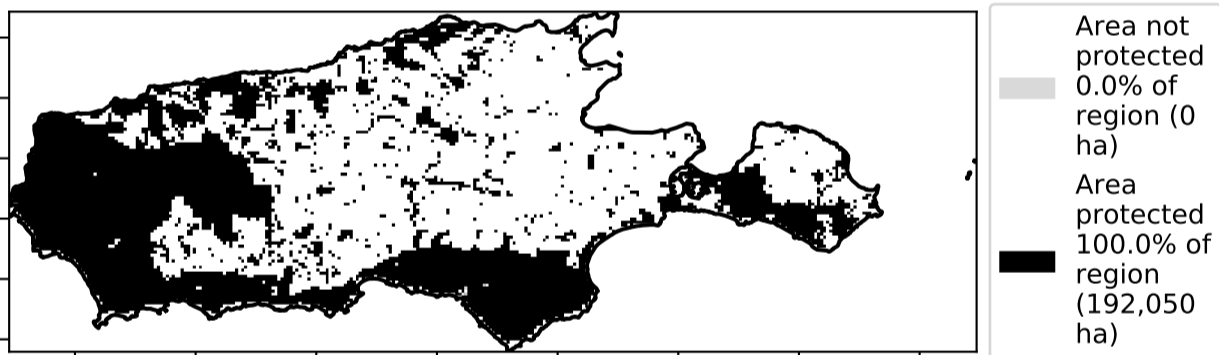 Area not
protected
0.0% of
region (0
ha)
Area
protected
100.0% of
region
(192,050
ha)